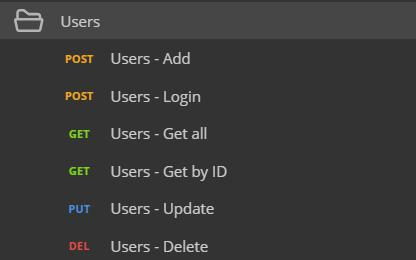 Users
POST Users - Add
POST Users - Login
GET Users - Get all
GET Users - Get by ID
PUT Users - Update
DEL Users - Delete